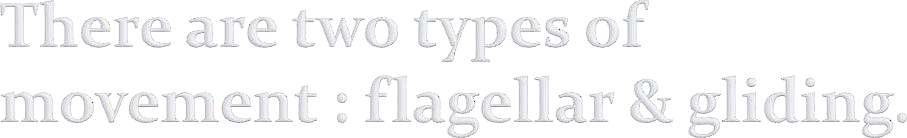 There are two types of
movement : flagellar & gliding.